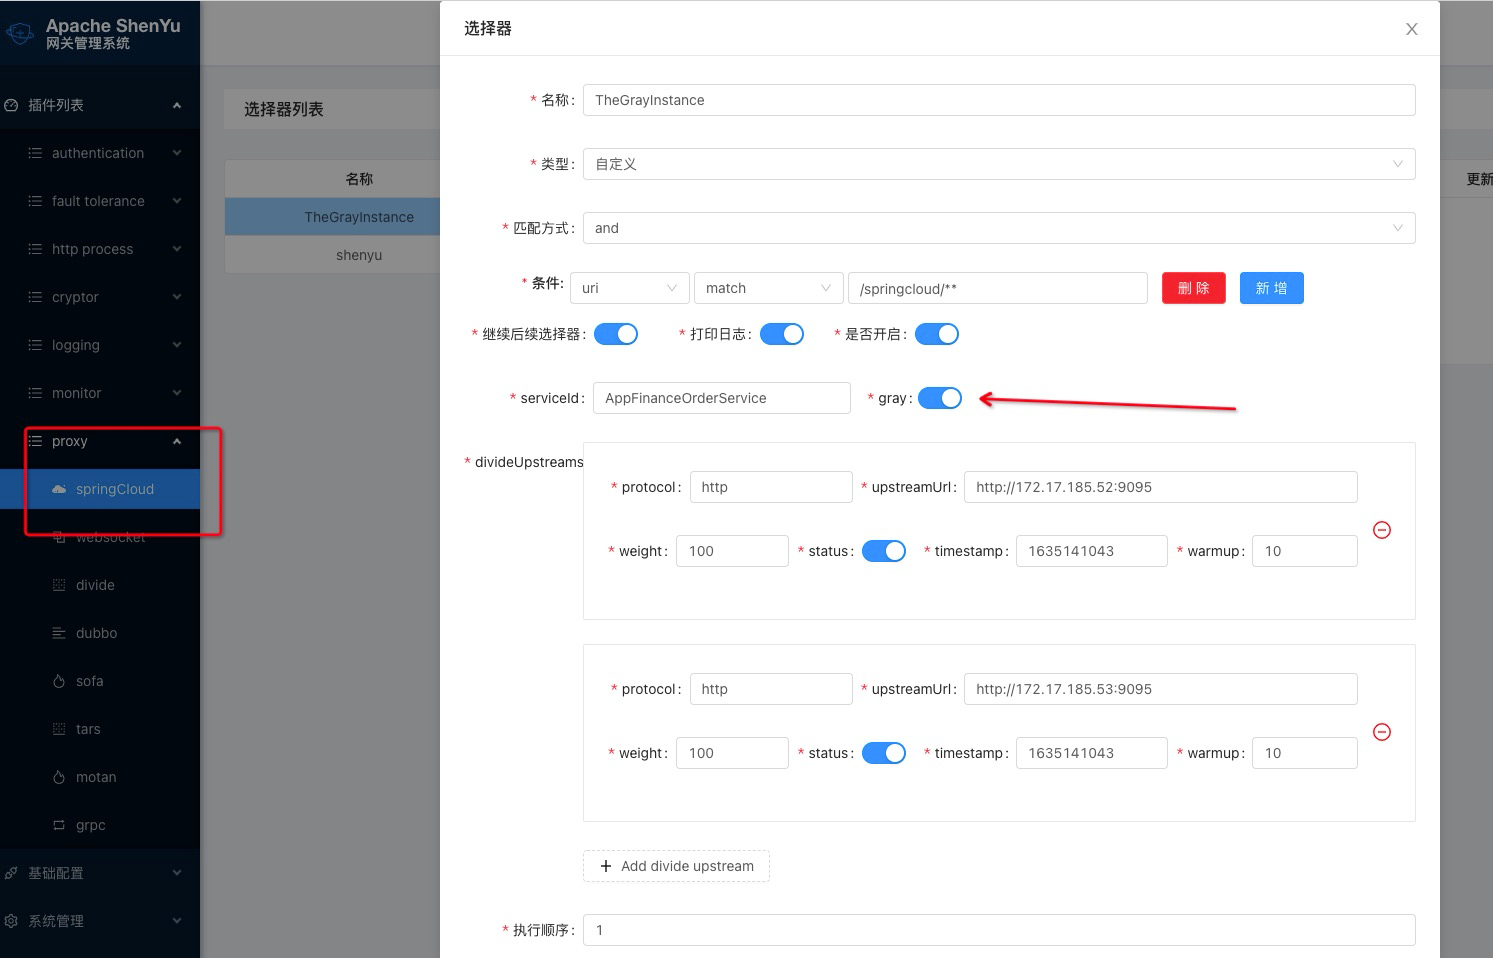 Apache ShenYu
网关管理系统
插件列表
authentication
fault tolerance
http process
cryptor
logging
monitor
proxy
springCloud
websocket
divide
dubbo
sofa
tars
motan
grpc
基础配置
系统管理
选择器列表
名称
TheGrayInstance
shenyu
更新
选择器
* 名称: TheGrayInstance
* 类型: 自定义
* 匹配方式: and
* 条件: uri match /springcloud/** 删 除 新 增
* 继续后续选择器: * 打印日志: * 是否开启:
* serviceId: AppFinanceOrderService * gray:
* divideUpstreams
* protocol: http * upstreamUrl: http://172.17.185.52:9095
* weight: 100 * status: * timestamp: 1635141043 * warmup: 10
* protocol: http * upstreamUrl: http://172.17.185.53:9095
* weight: 100 * status: * timestamp: 1635141043 * warmup: 10
+ Add divide upstream
* 执行顺序: 1